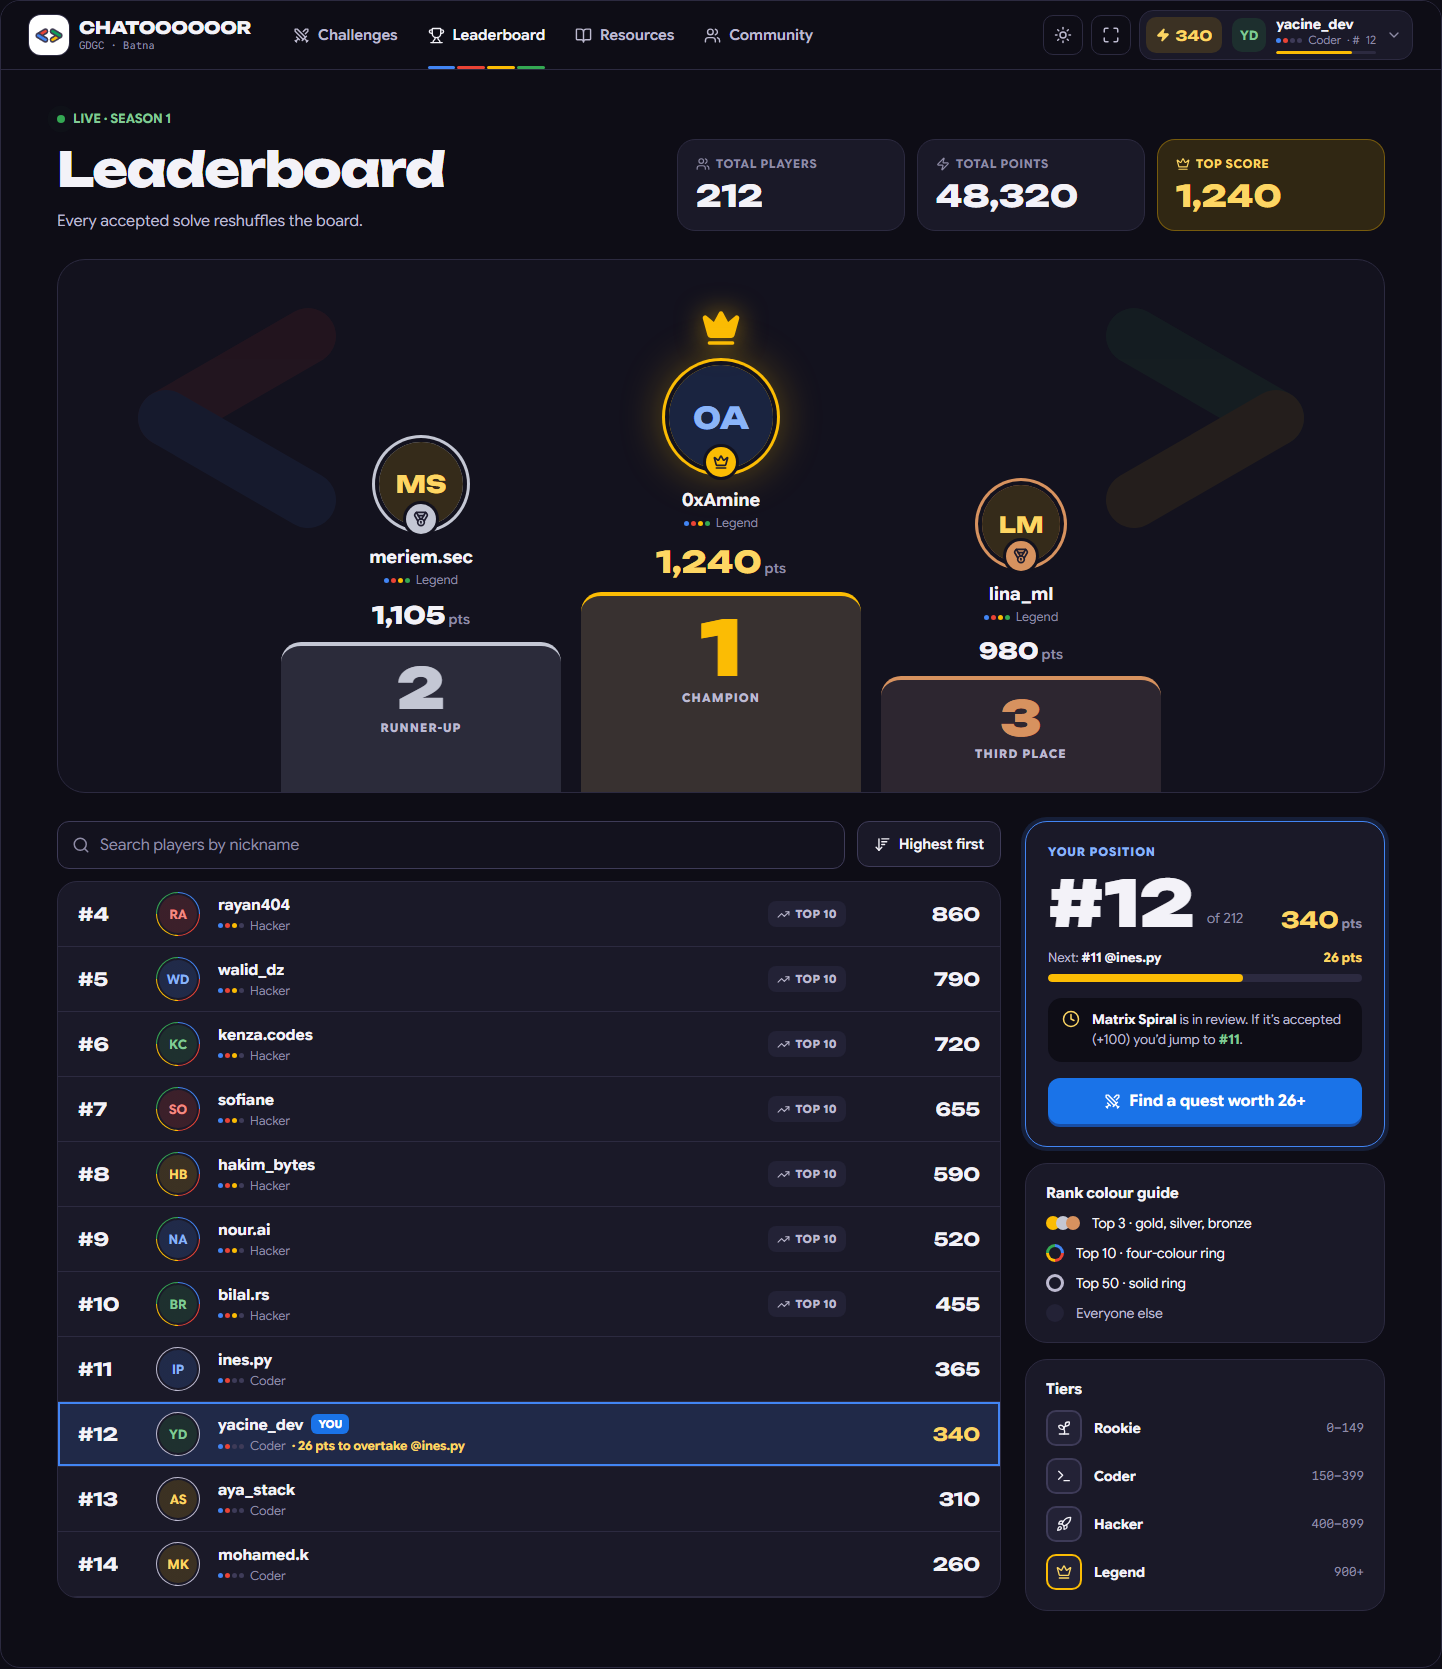 CHATOOOOOOR
GDGC · Batna
Challenges
Leaderboard
Resources
Community
340
YD
yacine_dev
Coder · # 12
LIVE · SEASON 1
Leaderboard
Every accepted solve reshuffles the board.
TOTAL PLAYERS
212
TOTAL POINTS
48,320
TOP SCORE
1,240
OA
0xAmine
Legend
1,240 pts
1
CHAMPION
MS
meriem.sec
Legend
1,105 pts
2
RUNNER-UP
LM
lina_ml
Legend
980 pts
3
THIRD PLACE
Search players by nickname
Highest first
#4 RA rayan404 TOP 10 860
Hacker
#5 WD walid_dz TOP 10 790
Hacker
#6 KC kenza.codes TOP 10 720
Hacker
#7 SO sofiane TOP 10 655
Hacker
#8 HB hakim_bytes TOP 10 590
Hacker
#9 NA nour.ai TOP 10 520
Hacker
#10 BR bilal.rs TOP 10 455
Hacker
#11 IP ines.py 365
Coder
#12 YD yacine_dev YOU 340
Coder · 26 pts to overtake @ines.py
#13 AS aya_stack 310
Coder
#14 MK mohamed.k 260
Coder
YOUR POSITION
#12 of 212 340 pts
Next: #11 @ines.py 26 pts
Matrix Spiral is in review. If it's accepted
(+100) you'd jump to #11.
Find a quest worth 26+
Rank colour guide
Top 3 · gold, silver, bronze
Top 10 · four-colour ring
Top 50 · solid ring
Everyone else
Tiers
Rookie 0–149
Coder 150–399
Hacker 400–899
Legend 900+